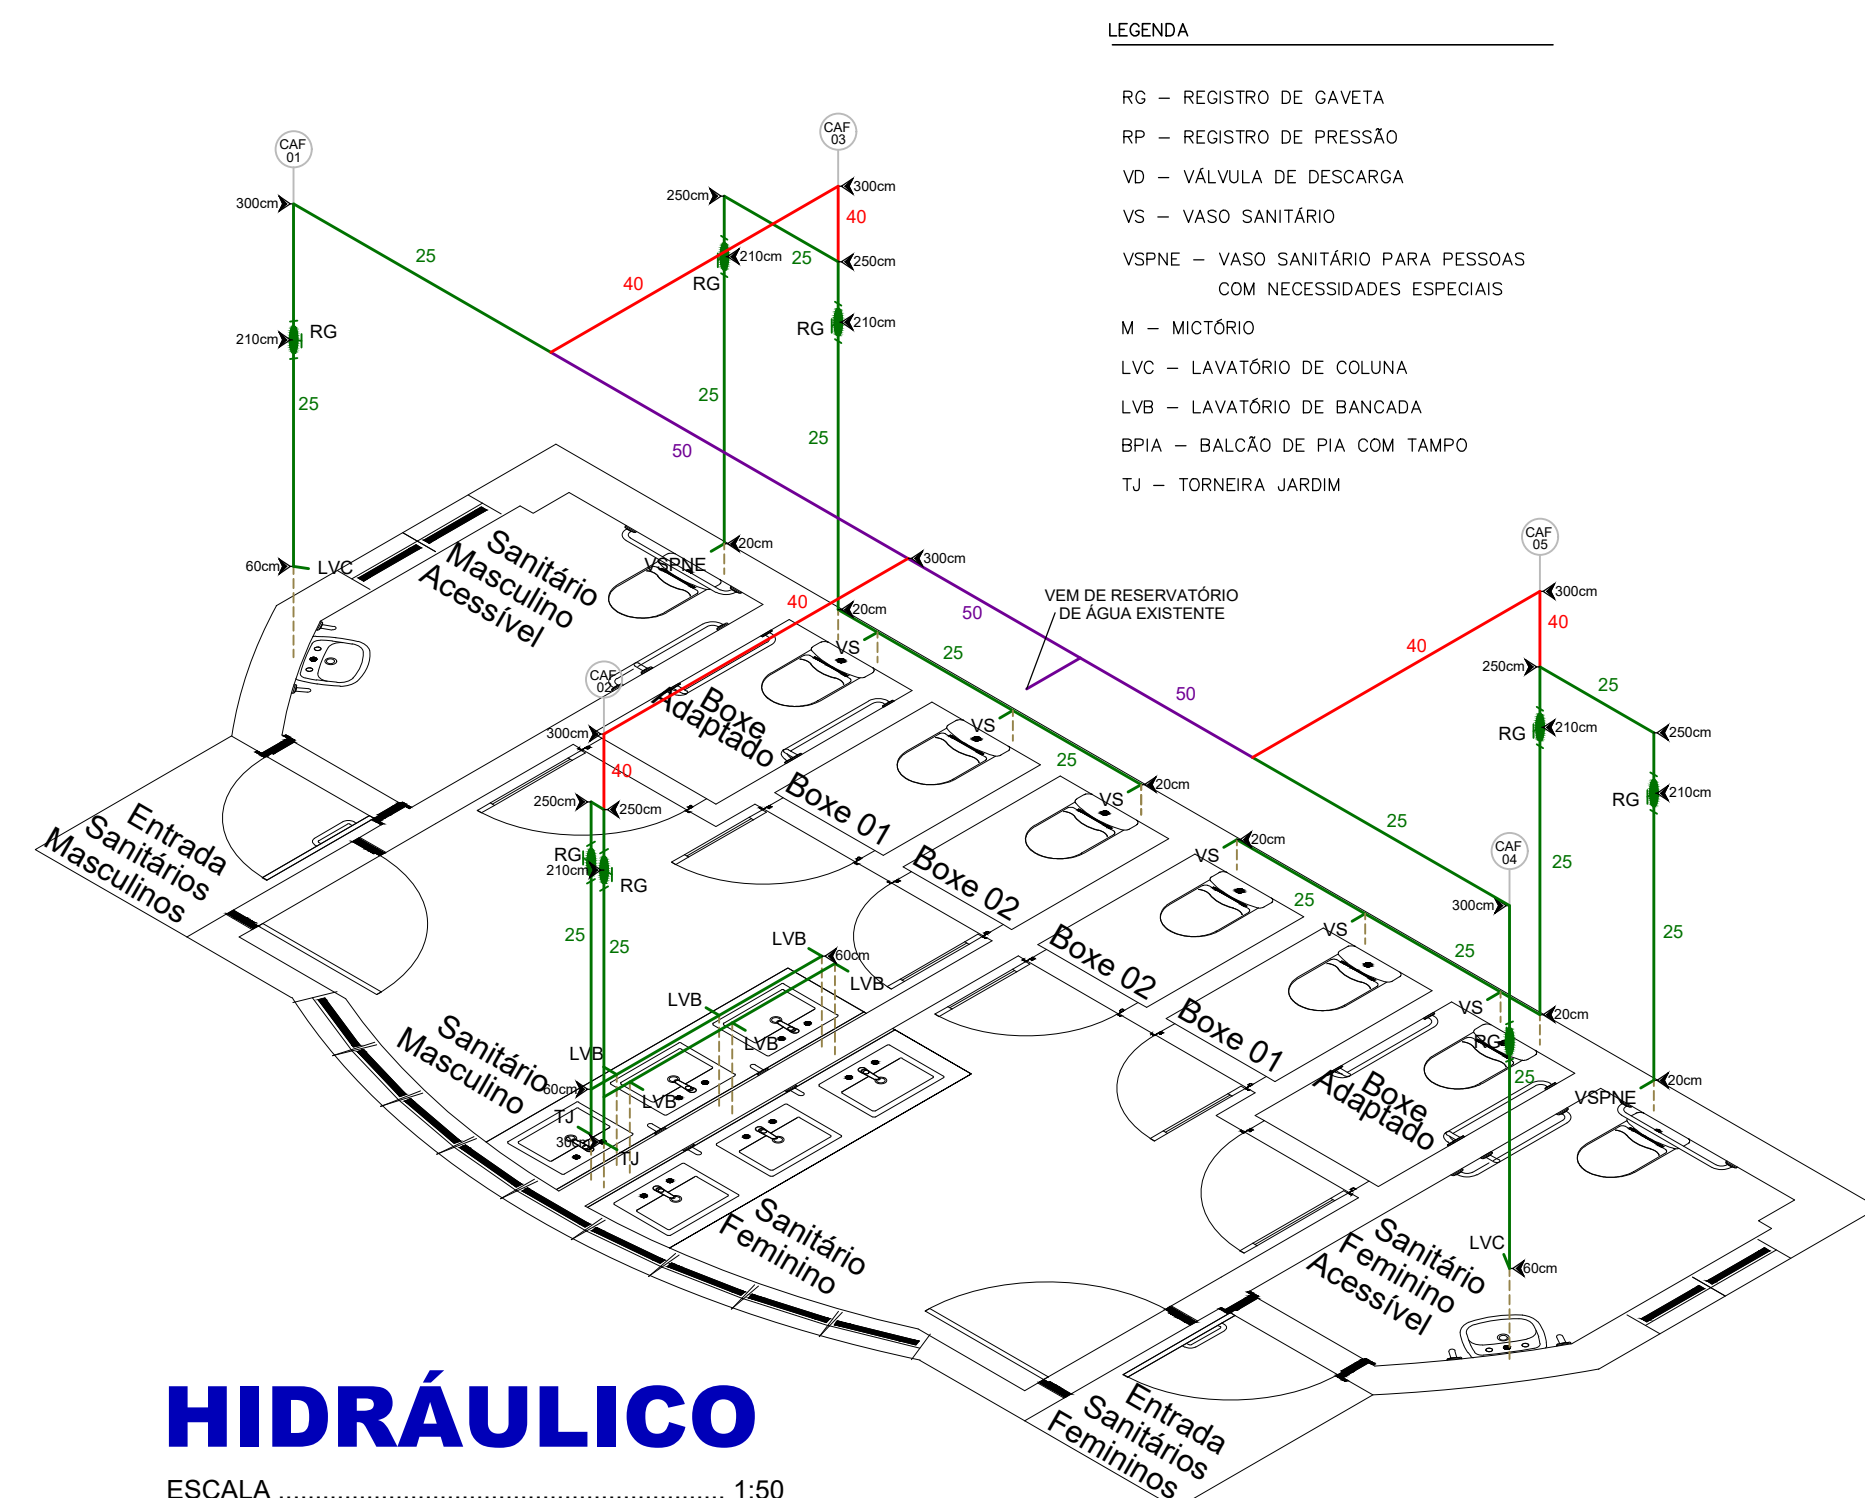 LEGENDA
RG – REGISTRO DE GAVETA
RP – REGISTRO DE PRESSÃO
VD – VÁLVULA DE DESCARGA
VS – VASO SANITÁRIO
VSPNE – VASO SANITÁRIO PARA PESSOAS
COM NECESSIDADES ESPECIAIS
M – MICTÓRIO
LVC – LAVATÓRIO DE COLUNA
LVB – LAVATÓRIO DE BANCADA
BPIA – BALCÃO DE PIA COM TAMPO
TJ – TORNEIRA JARDIM
CAF
01
300cm
25
210cm
RG
25
60cm
LVC
CAF
03
300cm
40
250cm
25
250cm
40
210cm
RG
210cm
RG
25
25
50
20cm
VSPNE
20cm
VS
300cm
40
50
VEM DE RESERVATÓRIO
DE ÁGUA EXISTENTE
25
VS
25
20cm
VS
50
40
CAF
05
300cm
40
250cm
25
250cm
RG
210cm
RG
210cm
25
25
25
CAF
04
300cm
20cm
VS
25
VS
25
VS
20cm
RG
25
VSPNE
20cm
LVC
60cm
CAF
02
300cm
40
250cm
250cm
RG
210cm
RG
25
25
LVB
60cm
LVB
LVB
LVB
LVB
60cm
LVB
TJ
30cm
TJ
Sanitário
Masculino
Acessível
Boxe
Adaptado
Boxe 01
Boxe 02
Boxe 02
Boxe 01
Boxe
Adaptado
Entrada
Sanitários
Masculinos
Sanitário
Masculino
Sanitário
Feminino
Sanitário
Feminino
Acessível
Entrada
Sanitários
Femininos
HIDRÁULICO
ESCALA ............................................................. 1:50